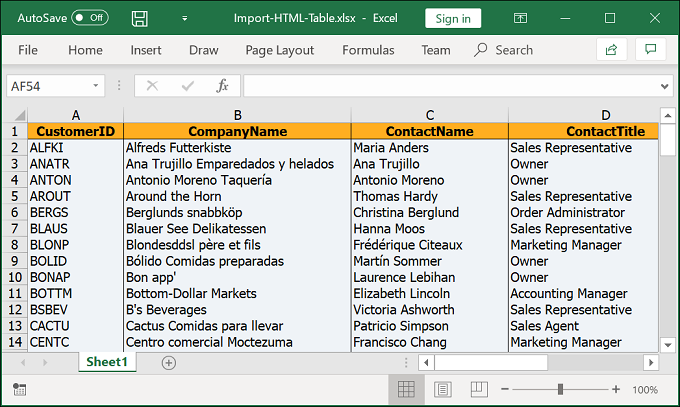 AutoSave Off Import-HTML-Table.xlsx - Excel Sign in
File Home Insert Draw Page Layout Formulas Team Search
AF54 fx
A B C D
1 CustomerID CompanyName ContactName ContactTitle
2 ALFKI Alfreds Futterkiste Maria Anders Sales Representative
3 ANATR Ana Trujillo Emparedados y helados Ana Trujillo Owner
4 ANTON Antonio Moreno Taquería Antonio Moreno Owner
5 AROUT Around the Horn Thomas Hardy Sales Representative
6 BERGS Berglunds snabbköp Christina Berglund Order Administrator
7 BLAUS Blauer See Delikatessen Hanna Moos Sales Representative
8 BLONP Blondesddsl père et fils Frédérique Citeaux Marketing Manager
9 BOLID Bólido Comidas preparadas Martín Sommer Owner
10 BONAP Bon app' Laurence Lebihan Owner
11 BOTTM Bottom-Dollar Markets Elizabeth Lincoln Accounting Manager
12 BSBEV B's Beverages Victoria Ashworth Sales Representative
13 CACTU Cactus Comidas para llevar Patricio Simpson Sales Agent
14 CENTC Centro comercial Moctezuma Francisco Chang Marketing Manager
Sheet1
100%